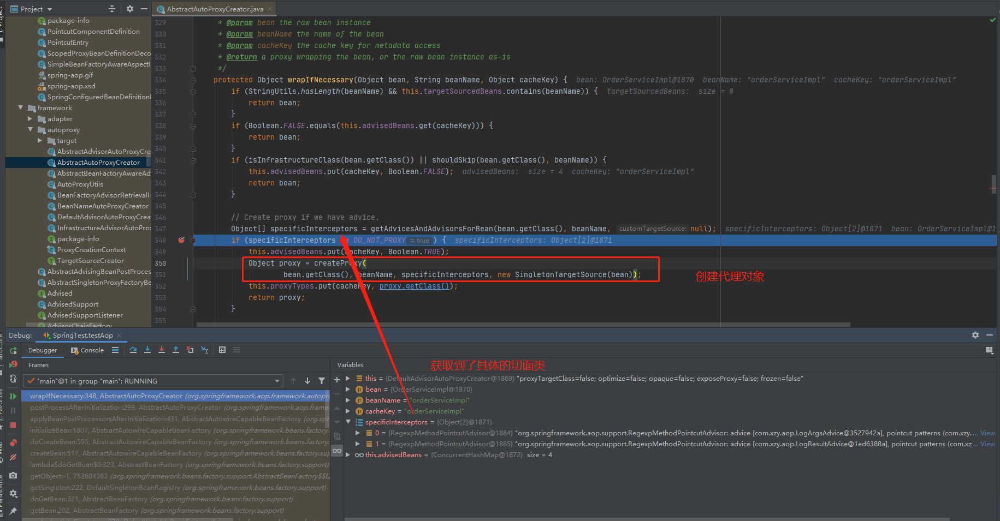 Project
AbstractAutoProxyCreator.java
package-info
PointcutComponentDefinition
PointcutEntry
ScopedProxyBeanDefinitionDeco
SimpleBeanFactoryAwareAspectI
spring-aop.gif
spring-aop.xsd
SpringConfiguredBeanDefinitionP
framework
adapter
autoproxy
target
AbstractAdvisorAutoProxyCre
AbstractAutoProxyCreator
AbstractBeanFactoryAwareAd
AutoProxyUtils
BeanFactoryAdvisorRetrievalH
BeanNameAutoProxyCreator
DefaultAdvisorAutoProxyCrea
InfrastructureAdvisorAutoProx
package-info
ProxyCreationContext
TargetSourceCreator
AbstractAdvisingBeanPostProces
AbstractSingletonProxyFactoryBe
Advised
AdvisedSupport
AdvisedSupportListener
AdvisorChainFactory
329 * @param bean the raw bean instance
330 * @param beanName the name of the bean
331 * @param cacheKey the cache key for metadata access
332 * @return a proxy wrapping the bean, or the raw bean instance as-is
333 */
334 protected Object wrapIfNecessary(Object bean, String beanName, Object cacheKey) { bean: OrderServiceImpl@1870 beanName: "orderServiceImpl" cacheKey: "orderServiceImpl"
335 if (StringUtils.hasLength(beanName) && this.targetSourcedBeans.contains(beanName)) { targetSourcedBeans: size = 0
336 return bean;
337 }
338 if (Boolean.FALSE.equals(this.advisedBeans.get(cacheKey))) {
339 return bean;
340 }
341 if (isInfrastructureClass(bean.getClass()) || shouldSkip(bean.getClass(), beanName)) {
342 this.advisedBeans.put(cacheKey, Boolean.FALSE); advisedBeans: size = 4 cacheKey: "orderServiceImpl"
343 return bean;
344 }
345
346 // Create proxy if we have advice.
347 Object[] specificInterceptors = getAdvicesAndAdvisorsForBean(bean.getClass(), beanName, customTargetSource: null); specificInterceptors: Object[2]@1871 bean: OrderServiceImpl@1
348 if (specificInterceptors = DO_NOT_PROXY = true ) { specificInterceptors: Object[2]@1871
349 this.advisedBeans.put(cacheKey, Boolean.TRUE);
350 Object proxy = createProxy(
351 bean.getClass(), beanName, specificInterceptors, new SingletonTargetSource(bean));
创建代理对象
352 this.proxyTypes.put(cacheKey, proxy.getClass());
353 return proxy;
354 }
355
Debug: SpringTest.testAop
Debugger Console
Frames
"main"@1 in group "main": RUNNING
wrapIfNecessary:348, AbstractAutoProxyCreator (org.springframework.aop.framework.autopro
postProcessAfterInitialization:299, AbstractAutoProxyCreator (org.springframework.aop.frame
applyBeanPostProcessorsAfterInitialization:431, AbstractAutowireCapableBeanFactory (org.sp
initializeBean:1807, AbstractAutowireCapableBeanFactory (org.springframework.beans.factory.
doCreateBean:595, AbstractAutowireCapableBeanFactory (org.springframework.beans.factory.
createBean:517, AbstractAutowireCapableBeanFactory (org.springframework.beans.factory.sup
lambda$doGetBean$0:323, AbstractBeanFactory (org.springframework.beans.factory.support)
getObject:-1, 752684363 (org.springframework.beans.factory.support.AbstractBeanFactory$$L
getSingleton:222, DefaultSingletonBeanRegistry (org.springframework.beans.factory.support)
doGetBean:321, AbstractBeanFactory (org.springframework.beans.factory.support)
getBean:202, AbstractBeanFactory (org.springframework.beans.factory.support)
Variables
获取到了具体的切面类
this = {DefaultAdvisorAutoProxyCreator@1869} "proxyTargetClass=false; optimize=false; opaque=false; exposeProxy=false; frozen=false"
bean = {OrderServiceImpl@1870}
beanName = "orderServiceImpl"
cacheKey = "orderServiceImpl"
specificInterceptors = {Object[2]@1871}
0 = {RegexpMethodPointcutAdvisor@1884} "org.springframework.aop.support.RegexpMethodPointcutAdvisor: advice [com.xzy.aop.LogArgsAdvice@3527942a], pointcut patterns {com.xzy.... View
1 = {RegexpMethodPointcutAdvisor@1885} "org.springframework.aop.support.RegexpMethodPointcutAdvisor: advice [com.xzy.aop.LogResultAdvice@1ed6388a], pointcut patterns {com.xz... View
this.advisedBeans = {ConcurrentHashMap@1872} size = 4